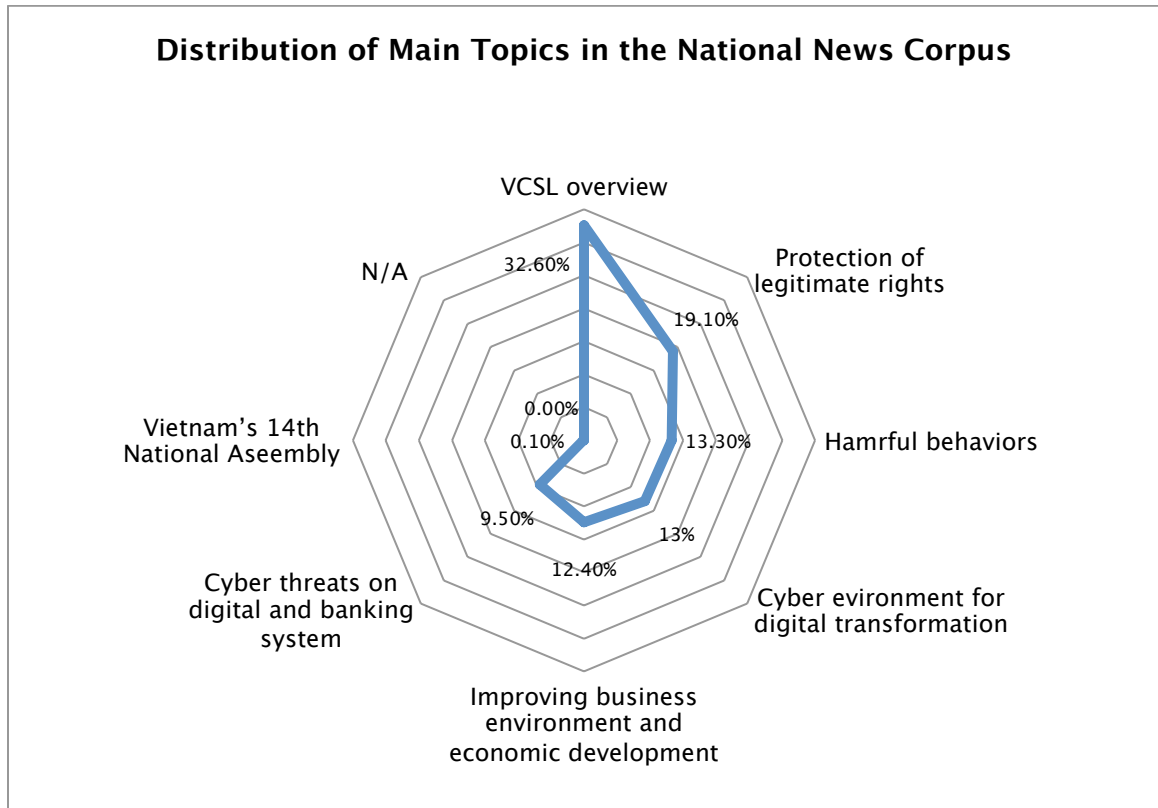 Distribution of Main Topics in the National News Corpus
VCSL overview
N/A
32.60%
Protection of
legitimate rights
19.10%
0.00%
Vietnam’s 14th
National Aseembly
0.10%
13.30%
Hamrful behaviors
9.50%
13%
12.40%
Cyber threats on
digital and banking
system
Cyber evironment for
digital transformation
Improving business
environment and
economic development